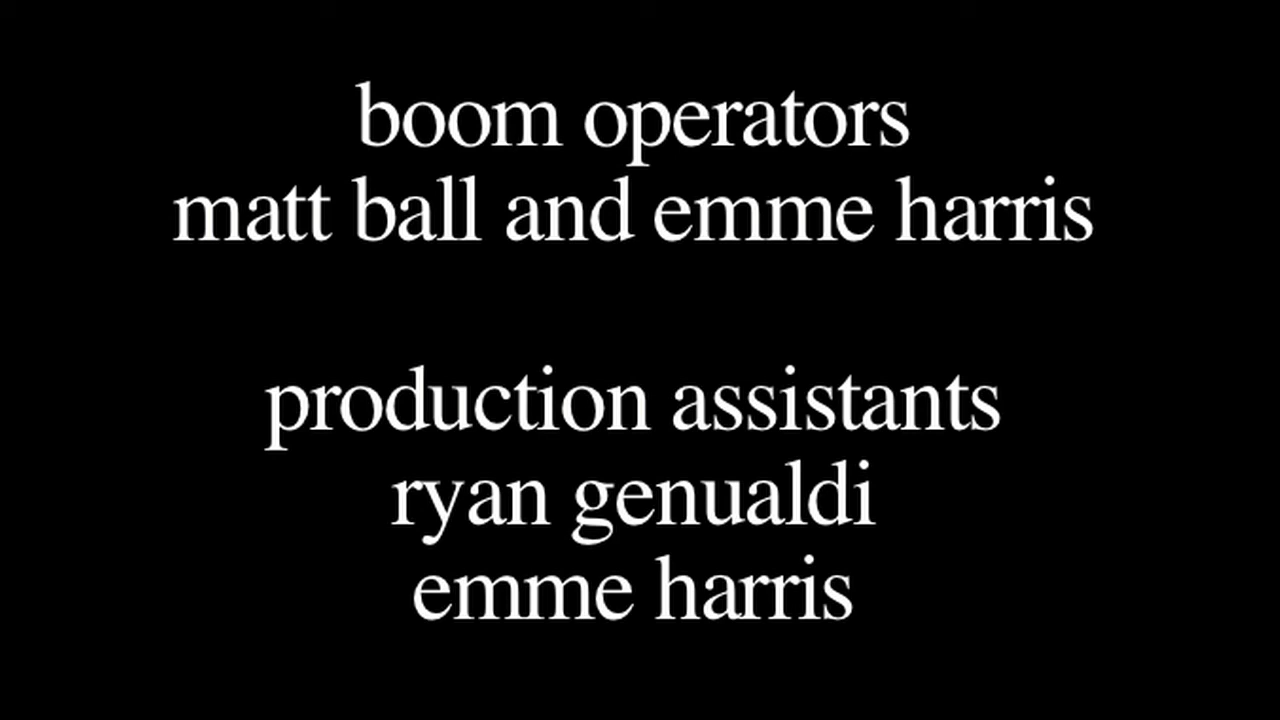 boom operators
matt ball and emme harris
production assistants
ryan genualdi
emme harris